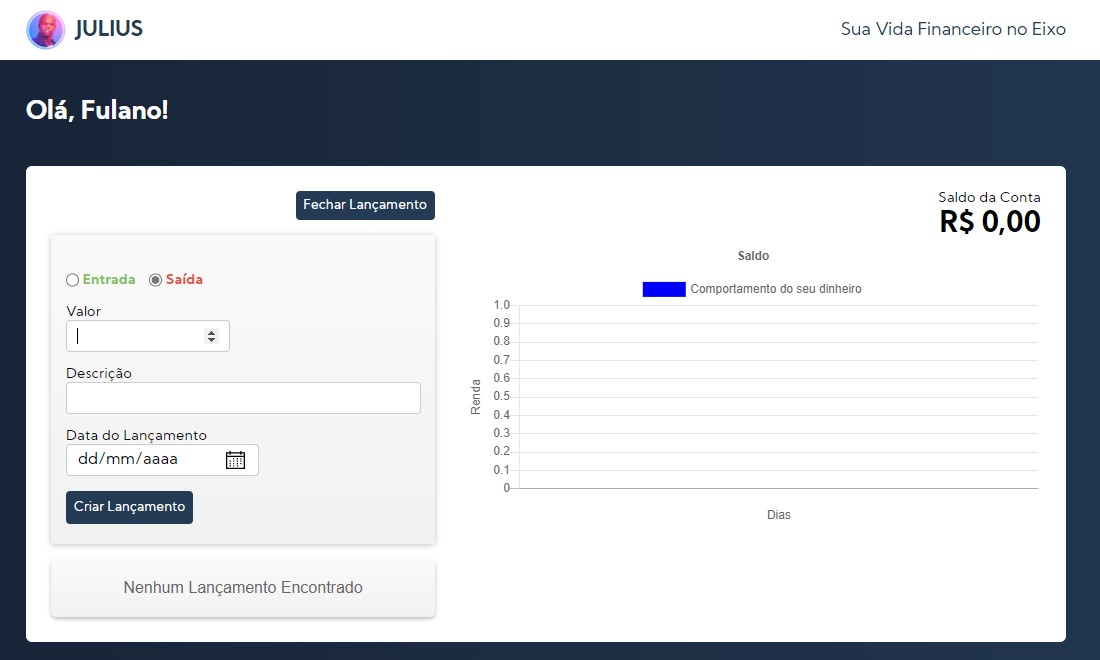 JULIUS
Sua Vida Financeiro no Eixo
Olá, Fulano!
Fechar Lançamento
Entrada
Saída
Valor
Descrição
Data do Lançamento
dd/mm/aaaa
Criar Lançamento
Nenhum Lançamento Encontrado
Saldo da Conta
R$ 0,00
Saldo
Comportamento do seu dinheiro
Renda
1.0
0.9
0.8
0.7
0.6
0.5
0.4
0.3
0.2
0.1
0
Dias